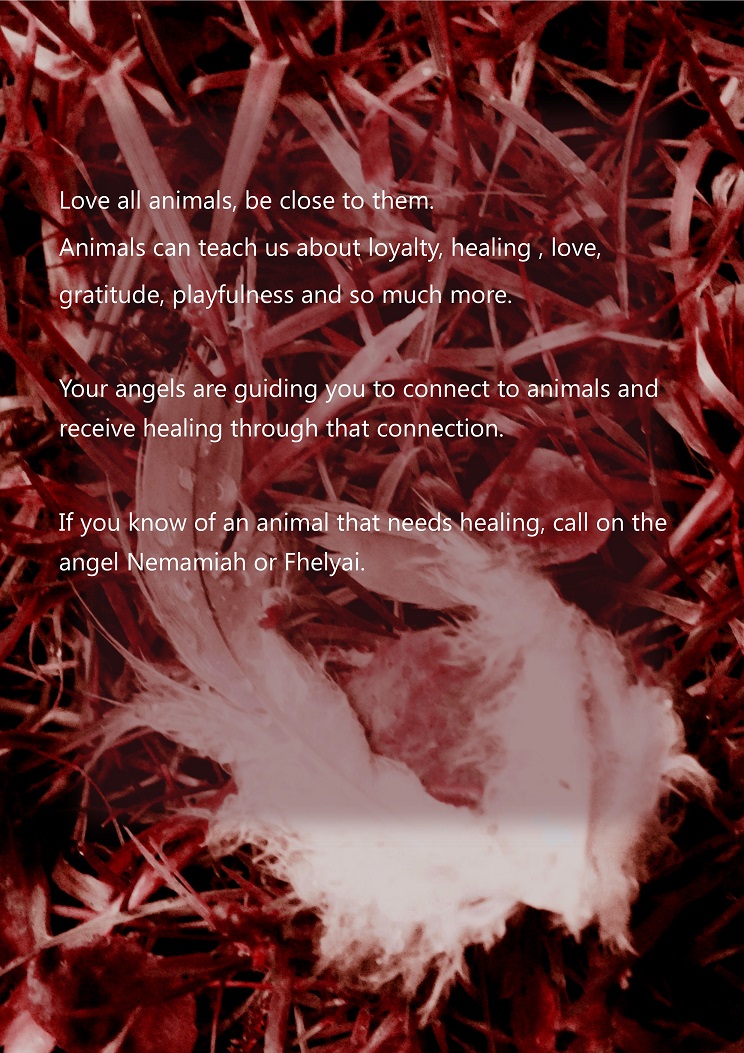 Love all animals, be close to them.
Animals can teach us about loyalty, healing , love,
gratitude, playfulness and so much more.
Your angels are guiding you to connect to animals and
receive healing through that connection.
If you know of an animal that needs healing, call on the
angel Nemamiah or Fhelyai.